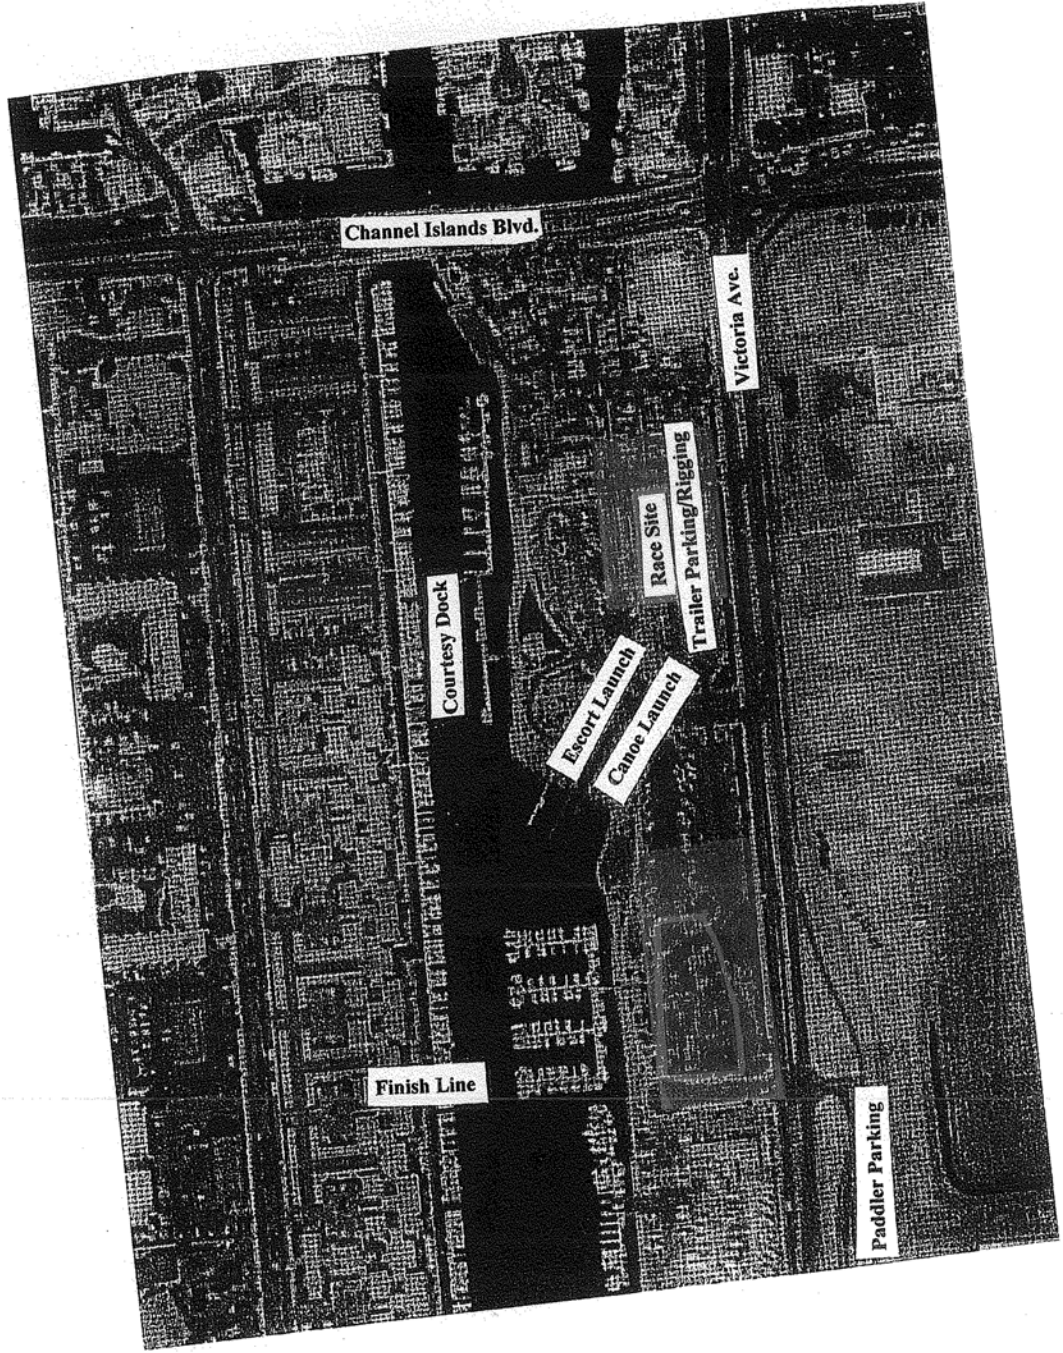 Channel Islands Blvd.
Victoria Ave.
Race Site
Trailer Parking/Rigging
Courtesy Dock
Escort Launch
Canoe Launch
Finish Line
Paddler Parking